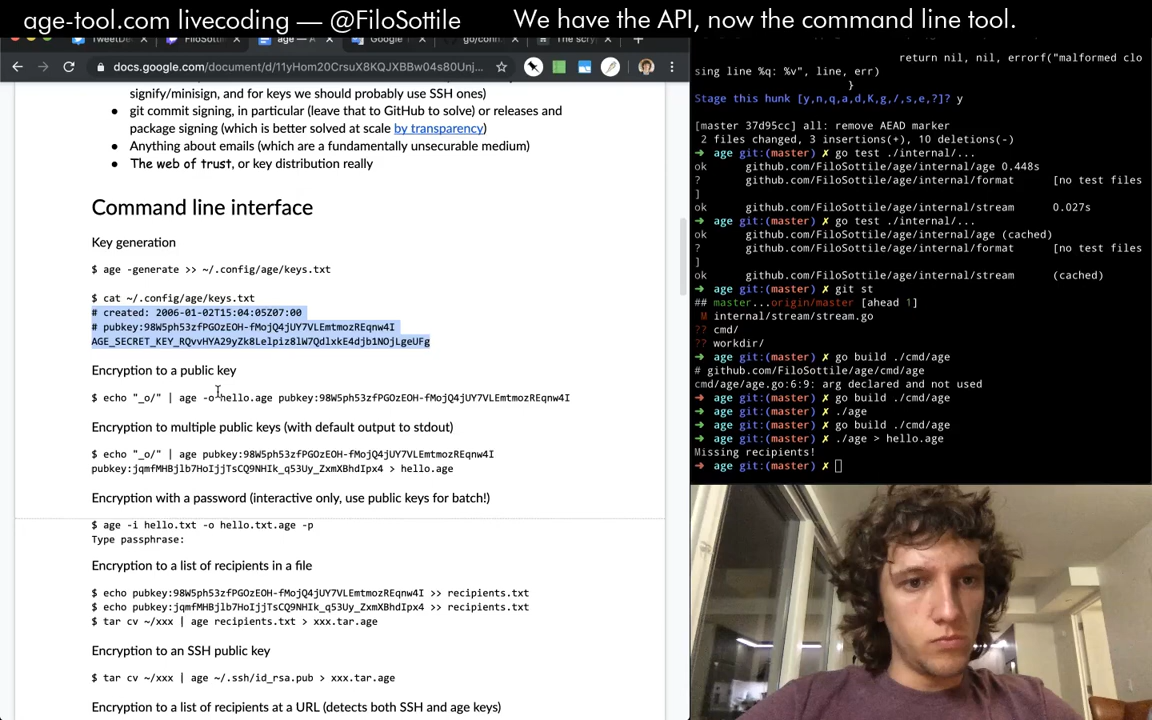 age-tool.com livecoding — @FiloSottile
We have the API, now the command line tool.
TweetDe
FiloSotti
age — A
Google
go/conn
The scry
docs.google.com/document/d/11yHom20CrsuX8KQJXBBw04s80Unj...
signify/minisign, and for keys we should probably use SSH ones)
git commit signing, in particular (leave that to GitHub to solve) or releases and
package signing (which is better solved at scale by transparency)
Anything about emails (which are a fundamentally unsecurable medium)
The web of trust, or key distribution really
Command line interface
Key generation
$ age -generate >> ~/.config/age/keys.txt
$ cat ~/.config/age/keys.txt
# created: 2006-01-02T15:04:05Z07:00
# pubkey:98W5ph53zfPGOzEOH-fMojQ4jUY7VLEmtmozREqnw4I
AGE_SECRET_KEY_RQvvHYA29yZk8Lelpiz8lW7QdlxkE4djb1NOjLgeUFg
Encryption to a public key
$ echo "_o/" | age -o hello.age pubkey:98W5ph53zfPGOzEOH-fMojQ4jUY7VLEmtmozREqnw4I
Encryption to multiple public keys (with default output to stdout)
$ echo "_o/" | age pubkey:98W5ph53zfPGOzEOH-fMojQ4jUY7VLEmtmozREqnw4I
pubkey:jqmfMHBjlb7HoIjjTsCQ9NHIk_q53Uy_ZxmXBhdIpx4 > hello.age
Encryption with a password (interactive only, use public keys for batch!)
$ age -i hello.txt -o hello.txt.age -p
Type passphrase:
Encryption to a list of recipients in a file
$ echo pubkey:98W5ph53zfPGOzEOH-fMojQ4jUY7VLEmtmozREqnw4I >> recipients.txt
$ echo pubkey:jqmfMHBjlb7HoIjjTsCQ9NHIk_q53Uy_ZxmXBhdIpx4 >> recipients.txt
$ tar cv ~/xxx | age recipients.txt > xxx.tar.age
Encryption to an SSH public key
$ tar cv ~/xxx | age ~/.ssh/id_rsa.pub > xxx.tar.age
Encryption to a list of recipients at a URL (detects both SSH and age keys)
return nil, nil, errorf("malformed clo
sing line %q: %v", line, err)
}
Stage this hunk [y,n,q,a,d,K,g,/,s,e,?]? y
[master 37d95cc] all: remove AEAD marker
2 files changed, 3 insertions(+), 10 deletions(-)
➜ age git:(master) ✗ go test ./internal/...
ok github.com/FiloSottile/age/internal/age 0.448s
? github.com/FiloSottile/age/internal/format [no test files
]
ok github.com/FiloSottile/age/internal/stream 0.027s
➜ age git:(master) ✗ go test ./internal/...
ok github.com/FiloSottile/age/internal/age (cached)
? github.com/FiloSottile/age/internal/format [no test files
]
ok github.com/FiloSottile/age/internal/stream (cached)
➜ age git:(master) ✗ git st
## master...origin/master [ahead 1]
M internal/stream/stream.go
?? cmd/
?? workdir/
➜ age git:(master) ✗ go build ./cmd/age
# github.com/FiloSottile/age/cmd/age
cmd/age/age.go:6:9: arg declared and not used
➜ age git:(master) ✗ go build ./cmd/age
➜ age git:(master) ✗ ./age
➜ age git:(master) ✗ go build ./cmd/age
➜ age git:(master) ✗ ./age > hello.age
Missing recipients!
➜ age git:(master) ✗